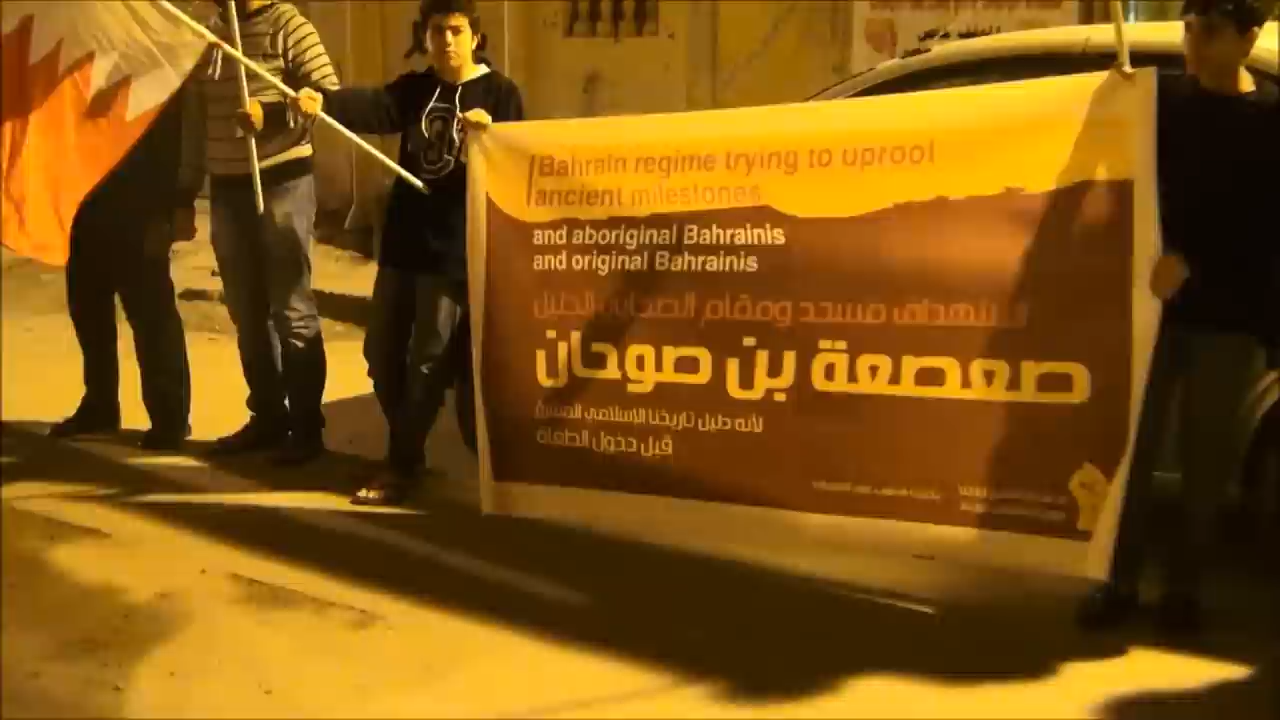 Bahrain regime trying to uproot
ancient milestones
and aboriginal Bahrainis
and original Bahrainis
استهداف مسجد ومقام الصحابي الجليل
صعصعة بن صوحان
لأنه دليل تاريخنا الإسلامي
قبل دخول الطغاة